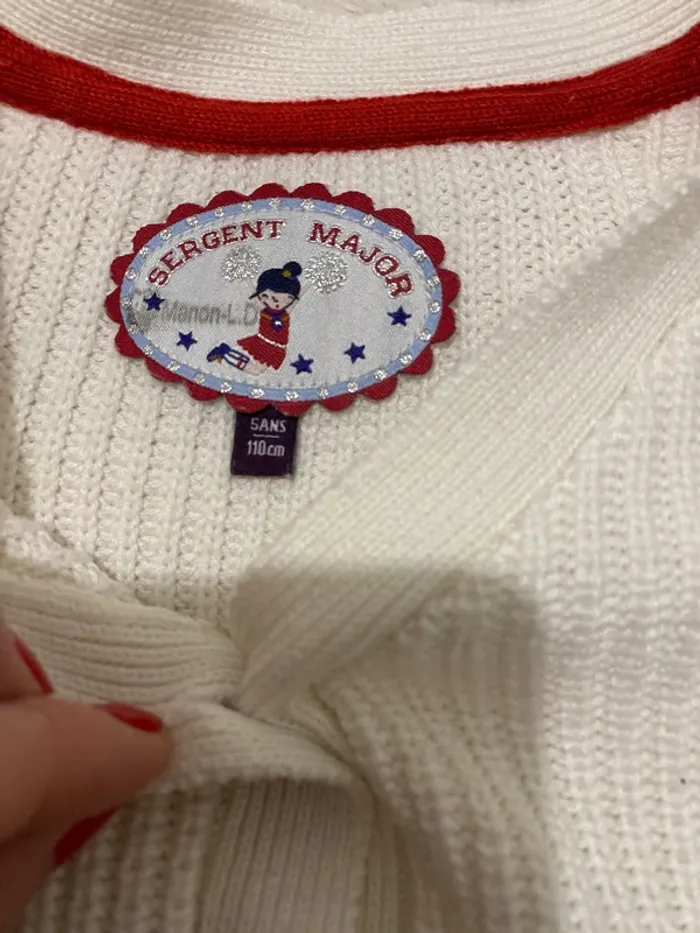 SERGENT MAJOR
Manon-L.D
5ANS
110cm